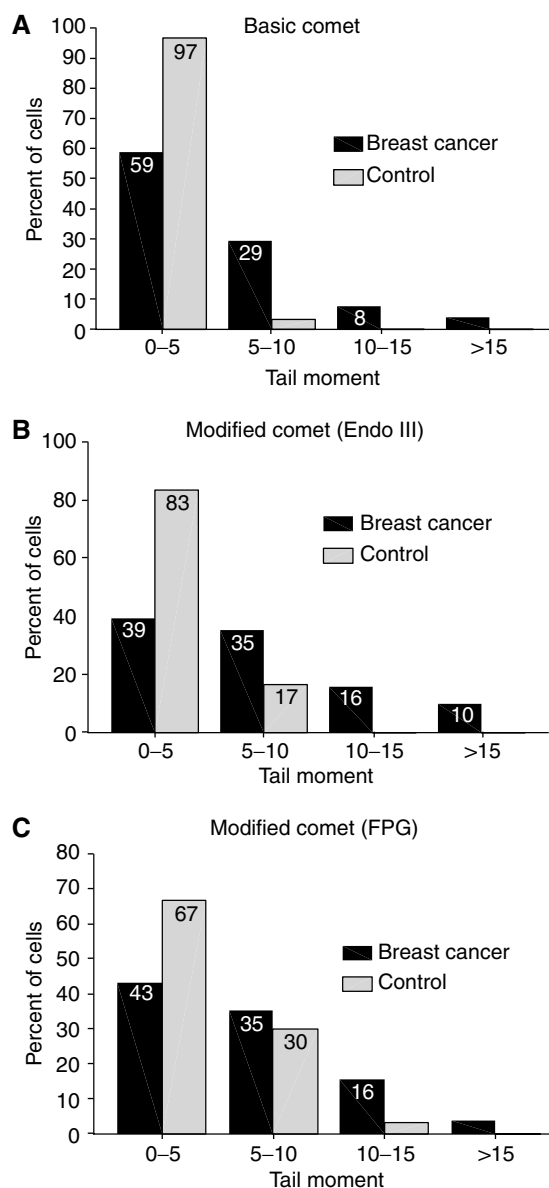 A
Basic comet
100
90
80
70
60
50
40
30
20
10
0
Percent of cells
59
97
29
8
Breast cancer
Control
0–5 5–10 10–15 >15
Tail moment
B
Modified comet (Endo III)
100
80
60
40
20
0
Percent of cells
39
83
35
17
16
10
Breast cancer
Control
0–5 5–10 10–15 >15
Tail moment
C
Modified comet (FPG)
80
70
60
50
40
30
20
10
0
Percent of cells
43
67
35
30
16
Breast cancer
Control
0–5 5–10 10–15 >15
Tail moment